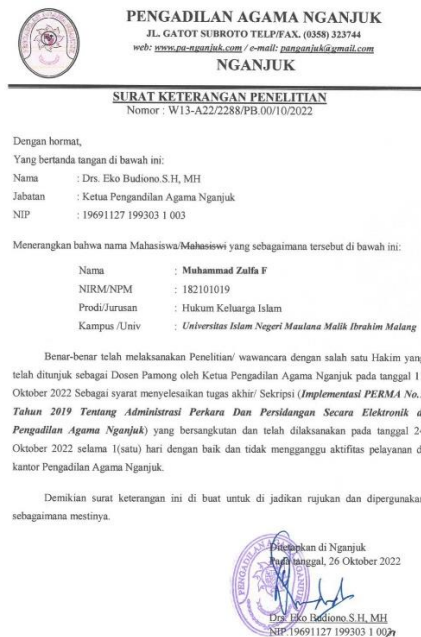 PENGADILAN AGAMA NGANJUK
JL. GATOT SUBROTO TELP/FAX. (0358) 323744
web: www.pa-nganjuk.com / e-mail: panganjuk@gmail.com
NGANJUK
SURAT KETERANGAN PENELITIAN
Nomor : W13-A22/2288/PB.00/10/2022
Dengan hormat,
Yang bertanda tangan di bawah ini:
Nama : Drs. Eko Budiono.S.H, MH
Jabatan : Ketua Pengandilan Agama Nganjuk
NIP : 19691127 199303 1 003
Menerangkan bahwa nama Mahasiswa/Mahasiswi yang sebagaimana tersebut di bawah ini:
Nama : Muhammad Zulfa F
NIRM/NPM : 182101019
Prodi/Jurusan : Hukum Keluarga Islam
Kampus /Univ : Universitas Islam Negeri Maulana Malik Ibrahim Malang
Benar-benar telah melaksanakan Penelitian/ wawancara dengan salah satu Hakim yang
telah ditunjuk sebagai Dosen Pamong oleh Ketua Pengadilan Agama Nganjuk pada tanggal
Oktober 2022 Sebagai syarat menyelesaikan tugas akhir/ Sekripsi (Implementasi PERMA No.
Tahun 2019 Tentang Administrasi Perkara Dan Persidangan Secara Elektronik
Pengadilan Agama Nganjuk) yang bersangkutan dan telah dilaksanakan pada tanggal
Oktober 2022 selama 1(satu) hari dengan baik dan tidak mengganggu aktifitas pelayanan
kantor Pengadilan Agama Nganjuk.
Demikian surat keterangan ini di buat untuk di jadikan rujukan dan dipergunakan
sebagaimana mestinya.
Ditetapkan di Nganjuk
Pada tanggal, 26 Oktober 2022
Drs. Eko Budiono.S.H, MH
NIP.19691127 199303 1 003